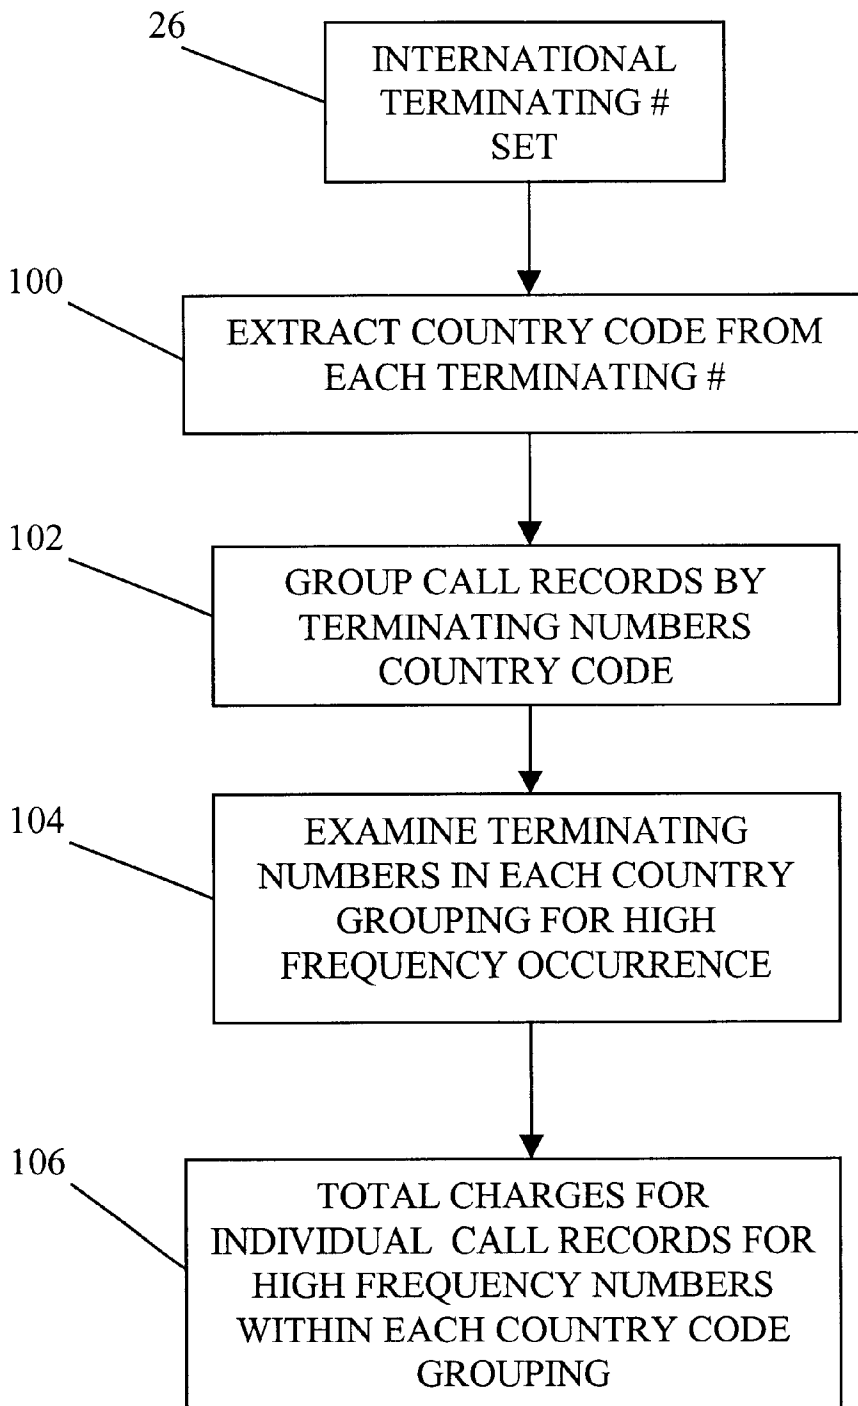 26
INTERNATIONAL
TERMINATING #
SET
100
EXTRACT COUNTRY CODE FROM
EACH TERMINATING #
102
GROUP CALL RECORDS BY
TERMINATING NUMBERS
COUNTRY CODE
104
EXAMINE TERMINATING
NUMBERS IN EACH COUNTRY
GROUPING FOR HIGH
FREQUENCY OCCURRENCE
106
TOTAL CHARGES FOR
INDIVIDUAL CALL RECORDS FOR
HIGH FREQUENCY NUMBERS
WITHIN EACH COUNTRY CODE
GROUPING